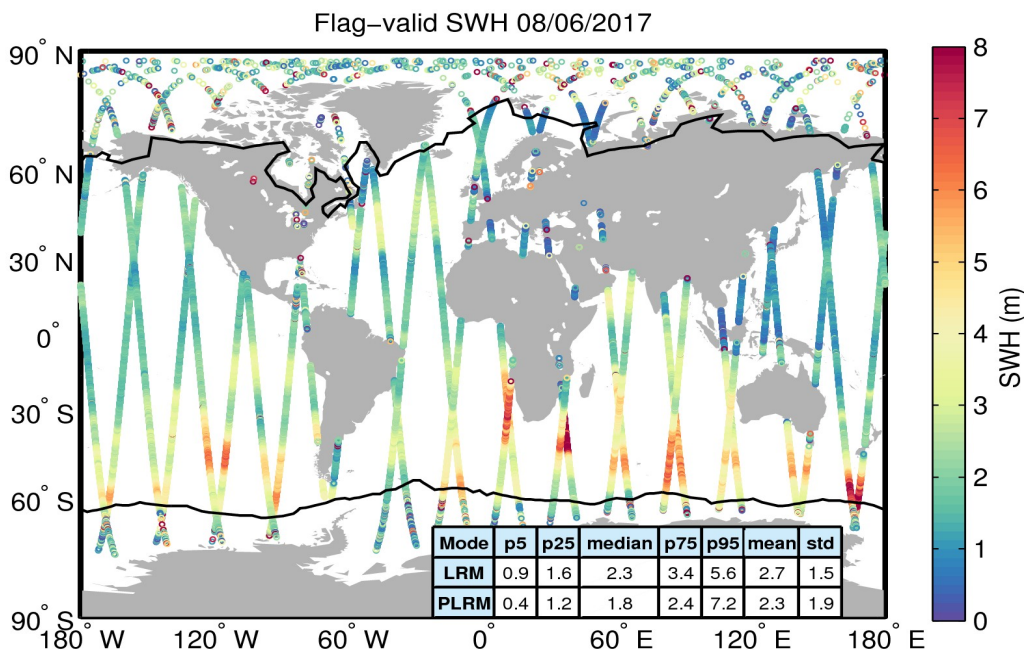 Flag−valid SWH 08/06/2017
90° N
60° N
30° N
0°
30° S
60° S
90° S
180° W
120° W
60° W
0°
60° E
120° E
180° E
Mode p5 p25 median p75 p95 mean std
LRM 0.9 1.6 2.3 3.4 5.6 2.7 1.5
PLRM 0.4 1.2 1.8 2.4 7.2 2.3 1.9
8
7
6
5
4
3
2
1
0
SWH (m)